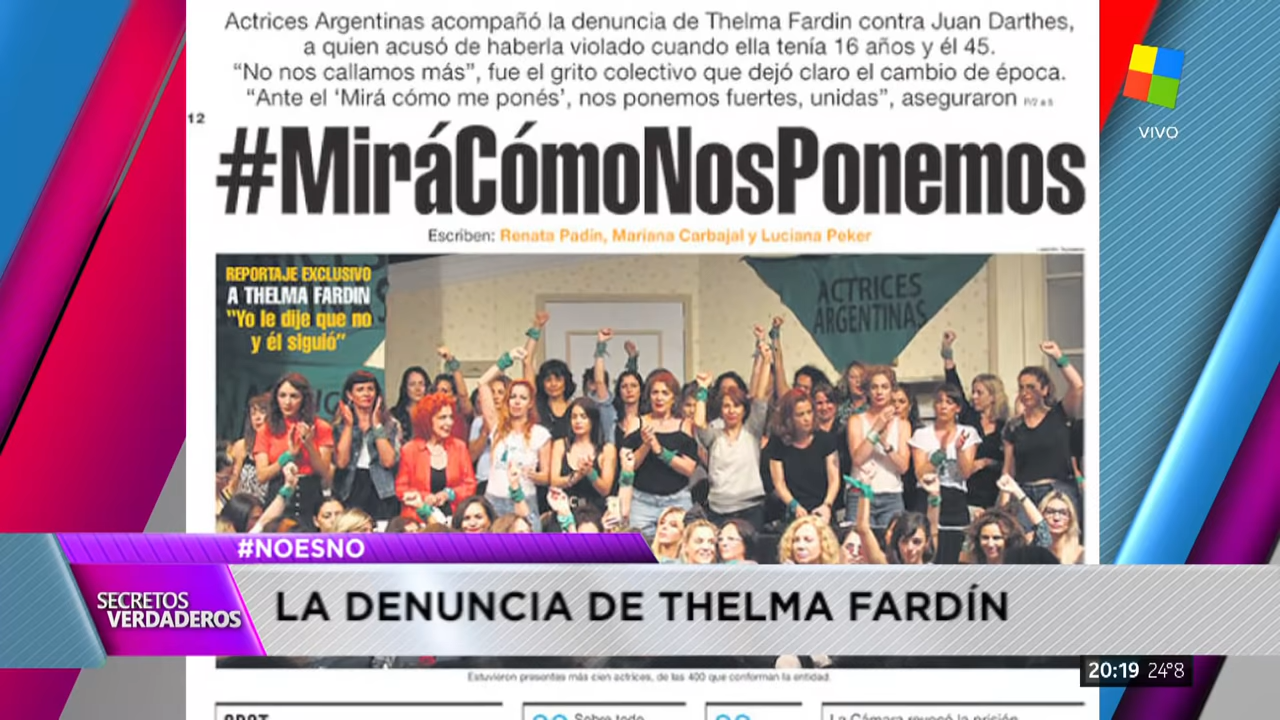 Actrices Argentinas acompañó la denuncia de Thelma Fardin contra Juan Darthes,
a quien acusó de haberla violado cuando ella tenía 16 años y él 45.
“No nos callamos más”, fue el grito colectivo que dejó claro el cambio de época.
“Ante el ‘Mirá cómo me ponés’, nos ponemos fuertes, unidas”, aseguraron
12
VIVO
#MiráCómoNosPonemos
Escriben: Renata Padín, Mariana Carbajal y Luciana Peker
REPORTAJE EXCLUSIVO
A THELMA FARDIN
"Yo le dije que no
y él siguió"
ACTRICES
ARGENTINAS
#NOESNO
SECRETOS
VERDADEROS
LA DENUNCIA DE THELMA FARDÍN
20:19 24°8
Estuvieron presentes más cien actrices, de las 400 que conforman la entidad.
Sobre todo
La Cámara revocó la prisión